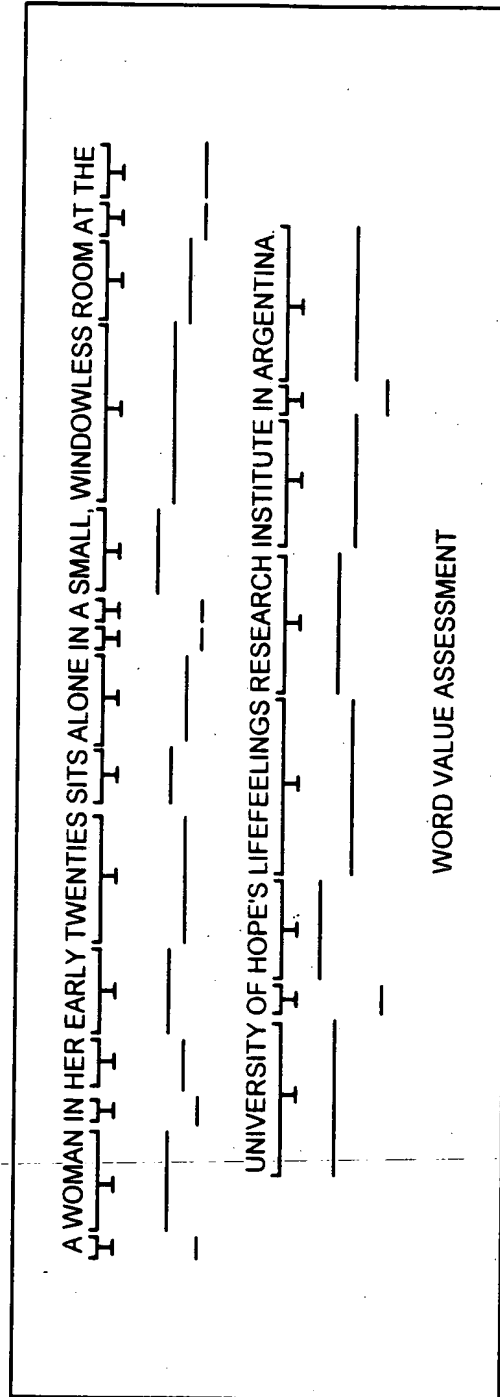 A WOMAN IN HER EARLY TWENTIES SITS ALONE IN A SMALL, WINDOWLESS ROOM AT THE
UNIVERSITY OF HOPE'S LIFEFEELINGS RESEARCH INSTITUTE IN ARGENTINA.
WORD VALUE ASSESSMENT